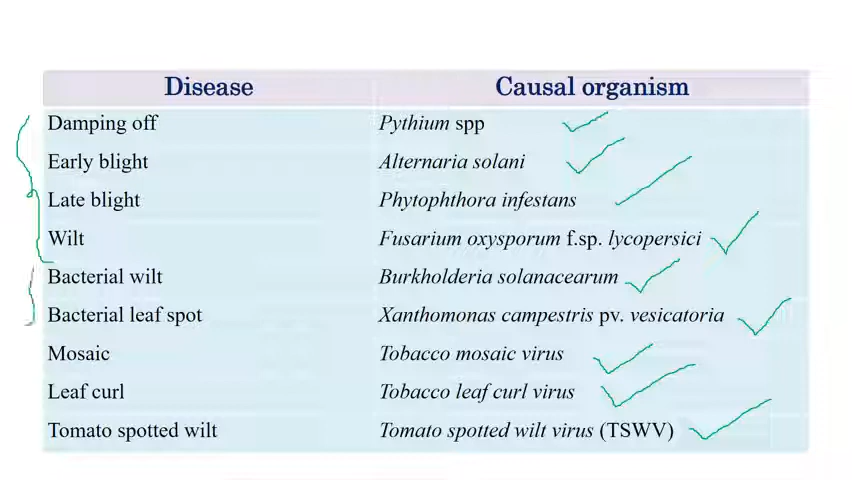 Disease Causal organism
Damping off Pythium spp
Early blight Alternaria solani
Late blight Phytophthora infestans
Wilt Fusarium oxysporum f.sp. lycopersici
Bacterial wilt Burkholderia solanacearum
Bacterial leaf spot Xanthomonas campestris pv. vesicatoria
Mosaic Tobacco mosaic virus
Leaf curl Tobacco leaf curl virus
Tomato spotted wilt Tomato spotted wilt virus (TSWV)